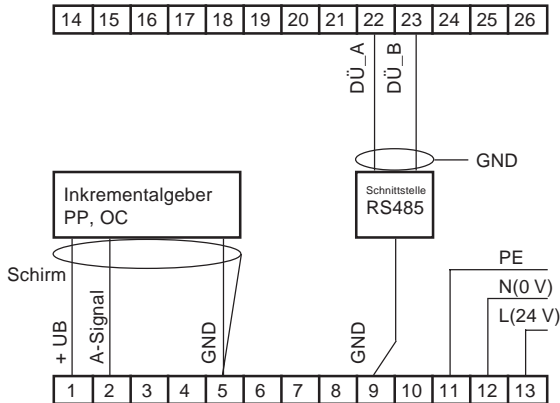 14 15 16 17 18 19 20 21 22 23 24 25 26
DÜ_A
DÜ_B
GND
Inkrementalgeber
PP, OC
Schnittstelle
RS485
Schirm
+ UB
A-Signal
GND
GND
PE
N(0 V)
L(24 V)
1 2 3 4 5 6 7 8 9 10 11 12 13